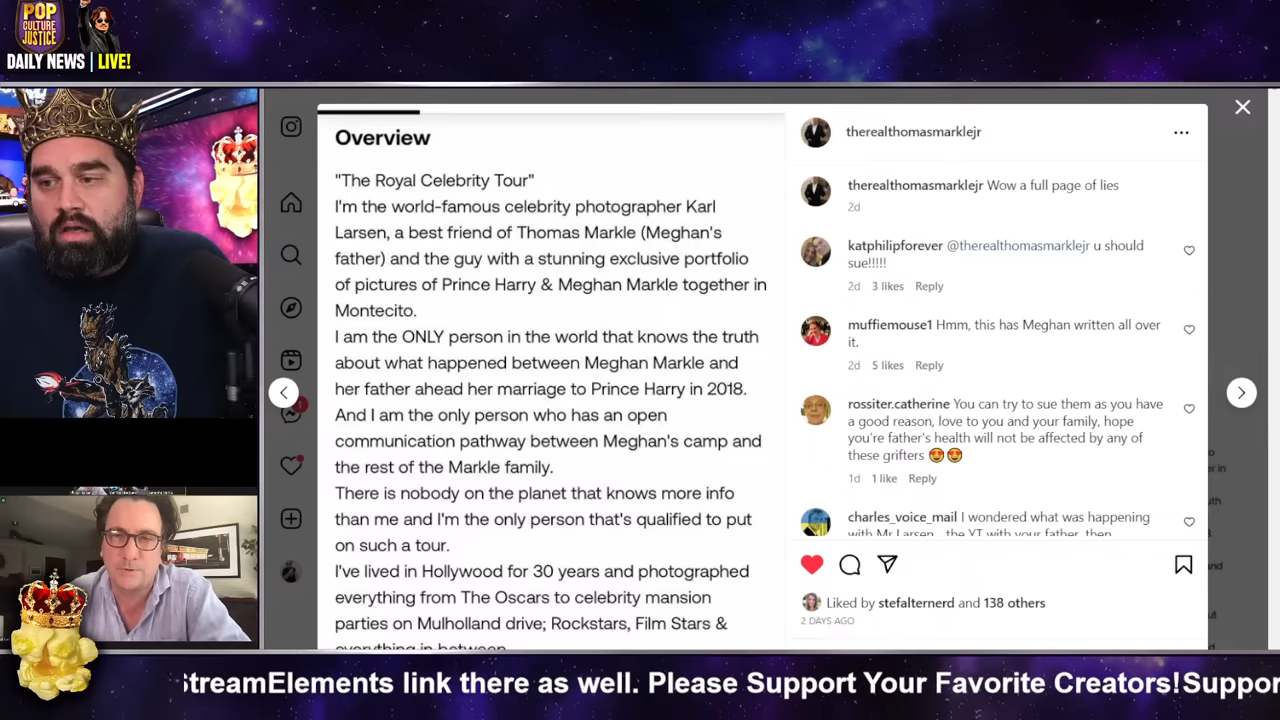 POP
CULTURE
JUSTICE
DAILY NEWS | LIVE!
Overview
"The Royal Celebrity Tour"
I'm the world-famous celebrity photographer Karl
Larsen, a best friend of Thomas Markle (Meghan's
father) and the guy with a stunning exclusive portfolio
of pictures of Prince Harry & Meghan Markle together in
Montecito.
I am the ONLY person in the world that knows the truth
about what happened between Meghan Markle and
her father ahead her marriage to Prince Harry in 2018.
And I am the only person who has an open
communication pathway between Meghan's camp and
the rest of the Markle family.
There is nobody on the planet that knows more info
than me and I'm the only person that's qualified to put
on such a tour.
I've lived in Hollywood for 30 years and photographed
everything from The Oscars to celebrity mansion
parties on Mulholland drive; Rockstars, Film Stars &
everything in between
therealthomasmarklejr
therealthomasmarklejr Wow a full page of lies
2d
katphilipforever @therealthomasmarklejr u should
sue!!!!!
2d 3 likes Reply
muffiemouse1 Hmm, this has Meghan written all over
it.
2d 5 likes Reply
rossiter.catherine You can try to sue them as you have
a good reason, love to you and your family, hope
you're father's health will not be affected by any of
these grifters 😍😍
1d 1 like Reply
charles_voice_mail I wondered what was happening
with Mr Larsen... the YT with your father, then
Liked by stefalternerd and 138 others
2 DAYS AGO
StreamElements link there as well. Please Support Your Favorite Creators!Suppor